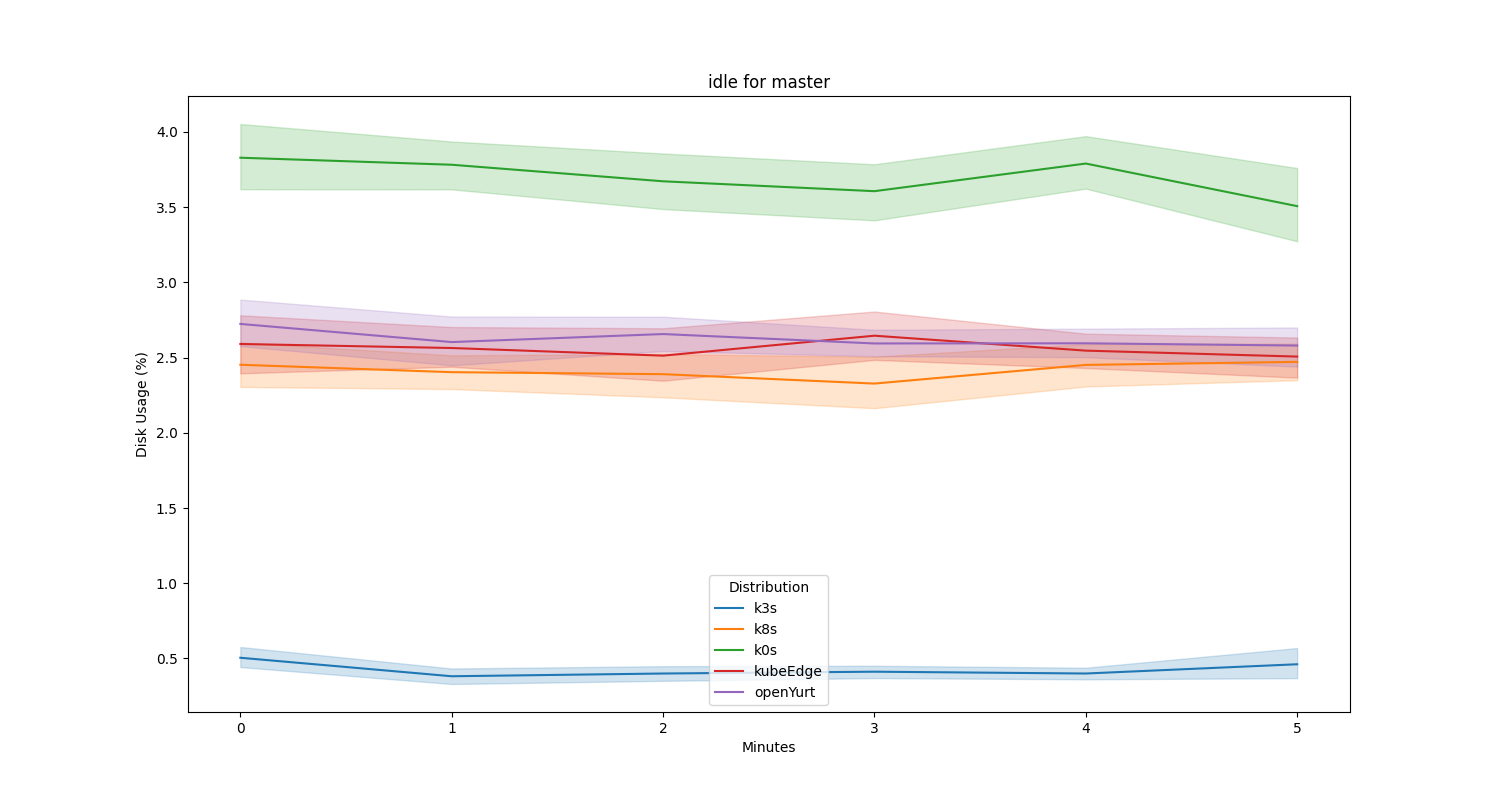 idle for master
Disk Usage (%)
4.0
3.5
3.0
2.5
2.0
1.5
1.0
0.5
Distribution
k3s
k8s
k0s
kubeEdge
openYurt
0 1 2 3 4 5
Minutes